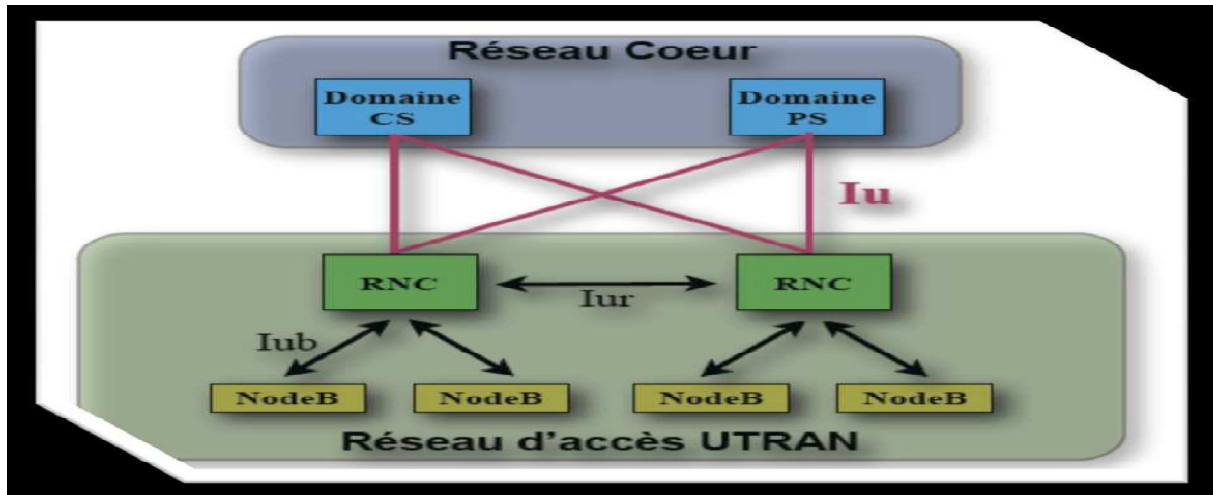 Réseau Coeur
Domaine
CS
Domaine
PS
Iu
RNC
RNC
Iur
Iub
NodeB
NodeB
NodeB
NodeB
Réseau d'accès UTRAN